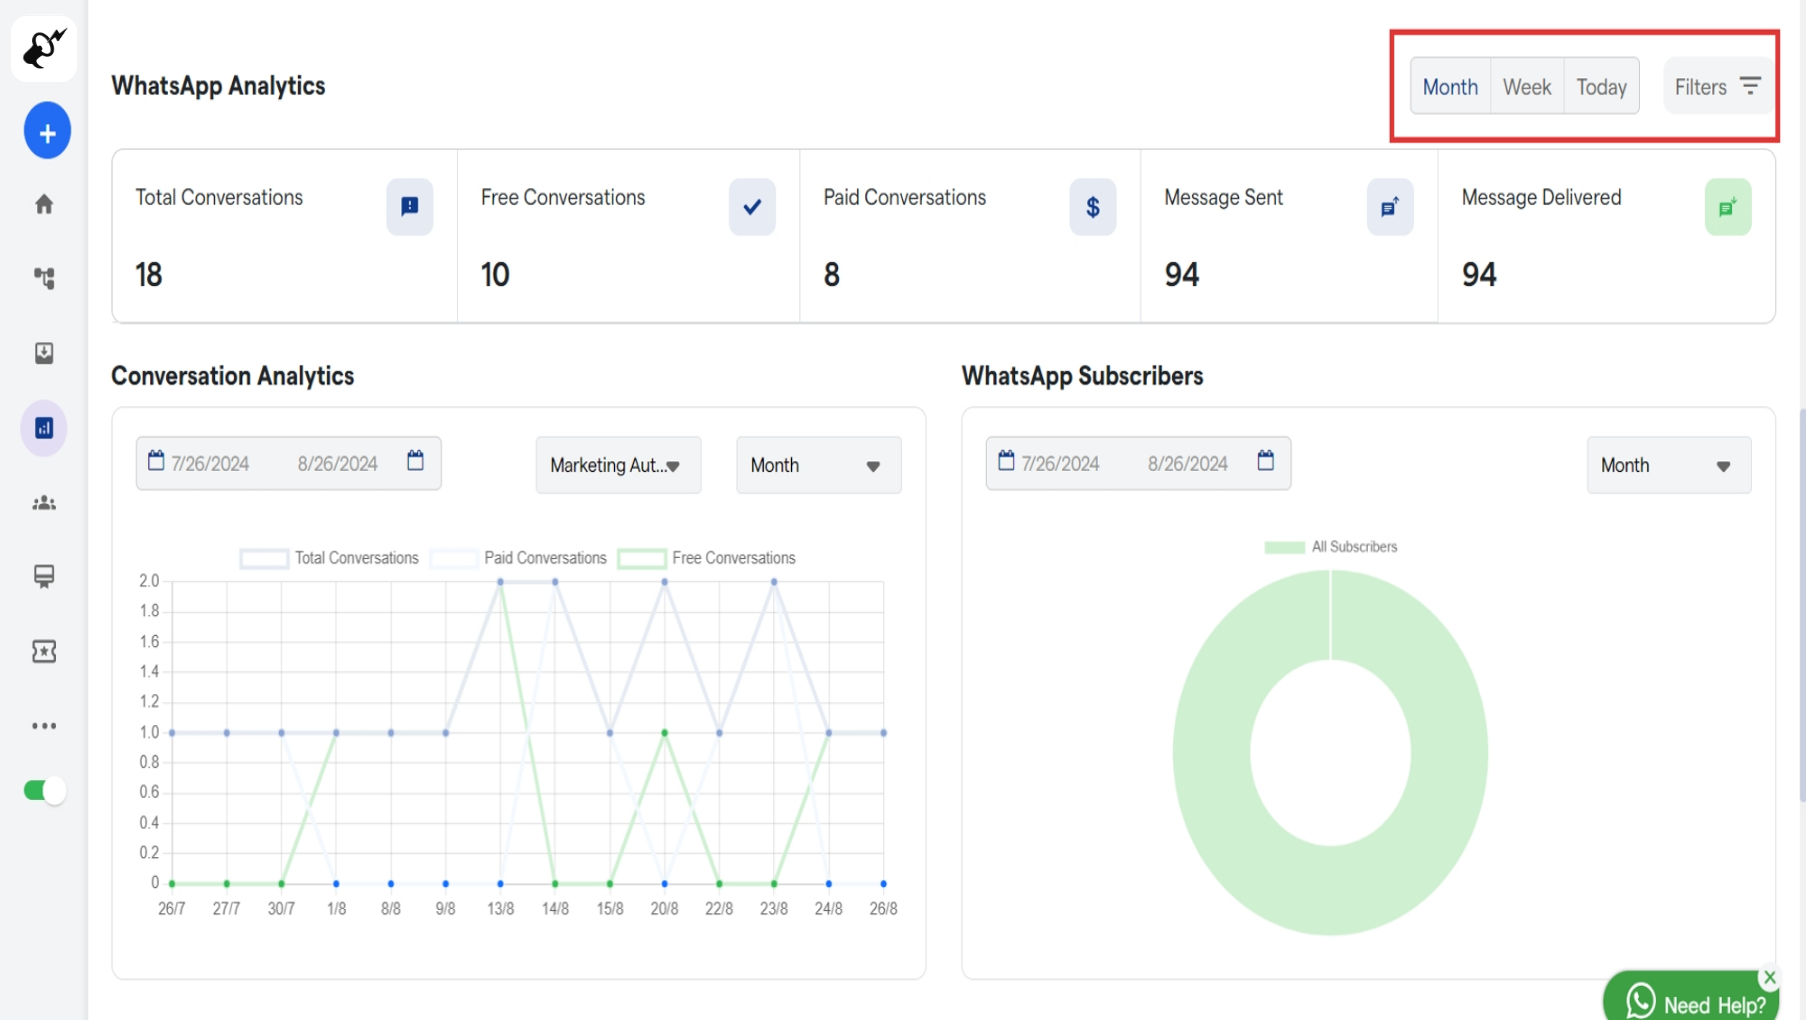 WhatsApp Analytics
Month Week Today Filters
Total Conversations
18
Free Conversations
10
Paid Conversations
$
8
Message Sent
94
Message Delivered
94
Conversation Analytics
7/26/2024 8/26/2024
Marketing Aut...
Month
Total Conversations Paid Conversations Free Conversations
2.0
1.8
1.6
1.4
1.2
1.0
0.8
0.6
0.4
0.2
0
26/7 27/7 30/7 1/8 8/8 9/8 13/8 14/8 15/8 20/8 22/8 23/8 24/8 26/8
WhatsApp Subscribers
7/26/2024 8/26/2024
Month
All Subscribers
Need Help?
X